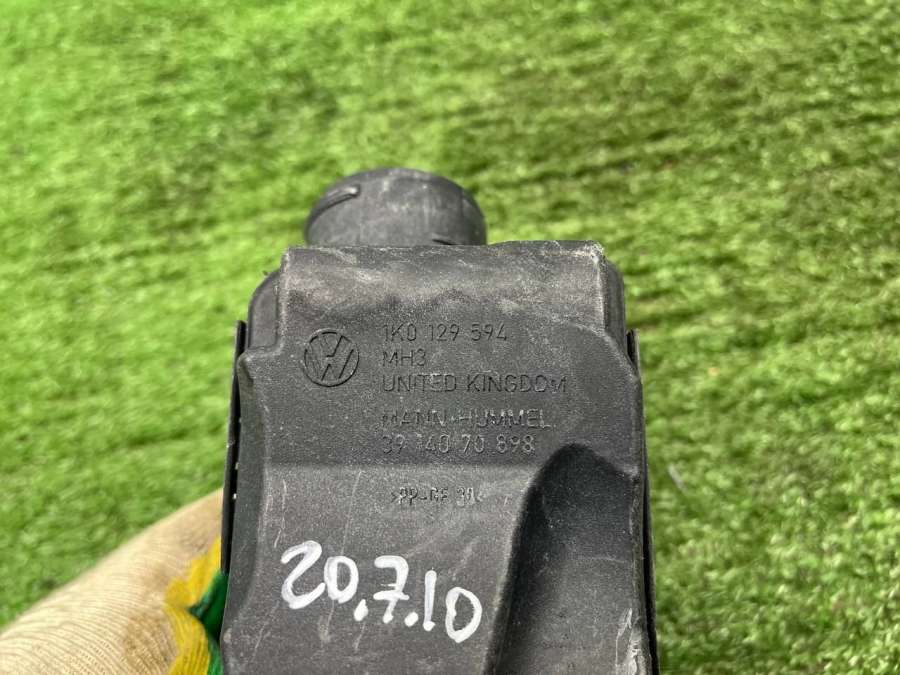 1K0 129 594
MH3
UNITED KINGDOM
MANN+HUMMEL
39 140 70 898
20.7.10